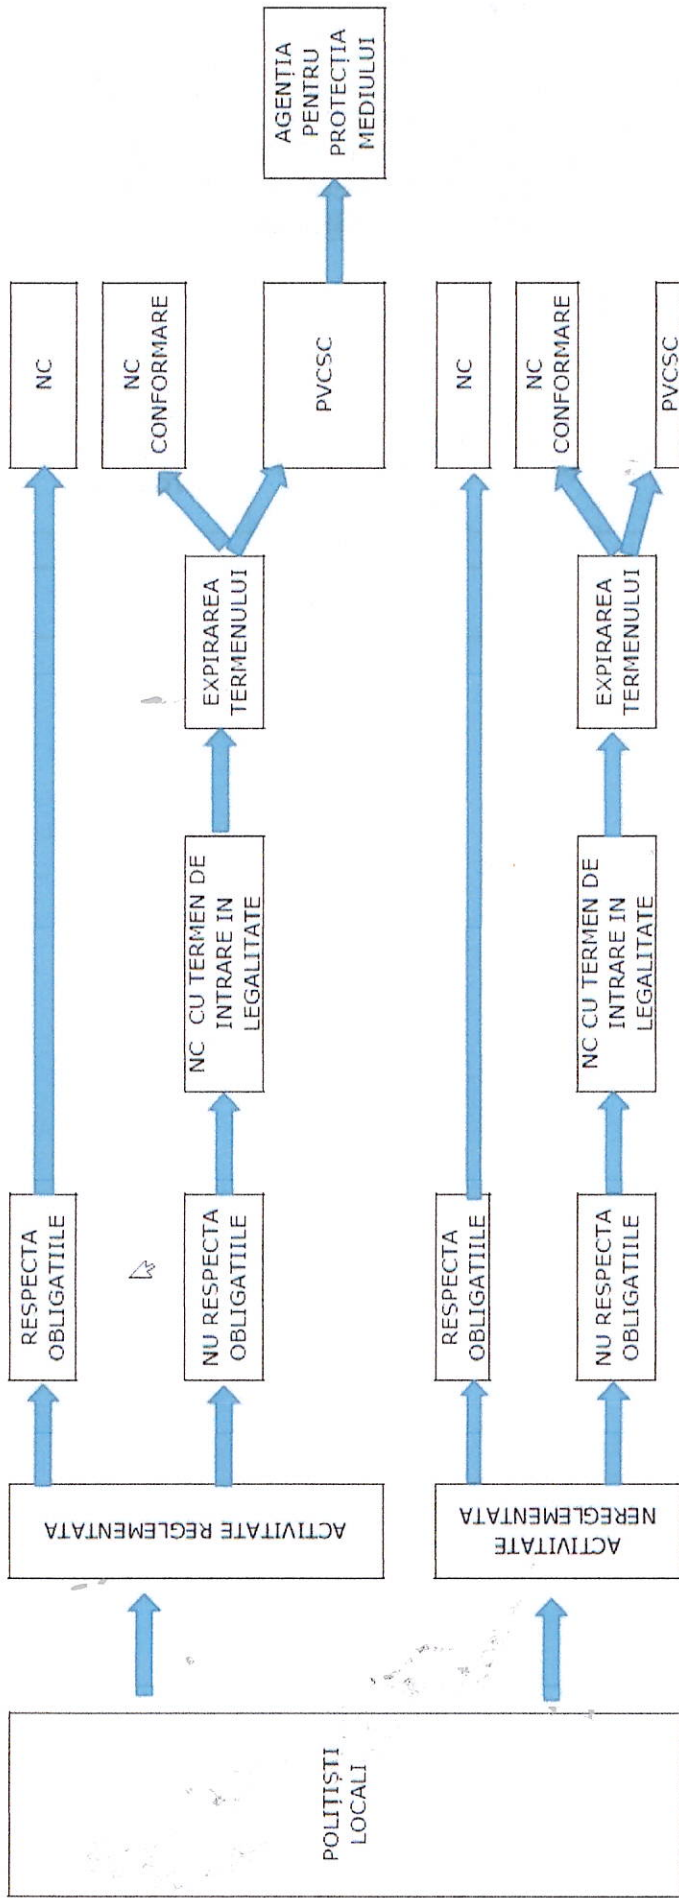 POLIȚIȘTI
LOCALI
ACTIVITATE REGLEMENTATA
RESPECTA
OBLIGATIILE
NC
NU RESPECTA
OBLIGATIILE
NC CU TERMEN DE
INTRARE IN
LEGALITATE
EXPIRAREA
TERMENULUI
NC
CONFORMARE
PVCSC
AGENȚIA
PENTRU
PROTECȚIA
MEDIULUI
ACTIVITATE
NEREGLEMENTATA
RESPECTA
OBLIGATIILE
NC
NU RESPECTA
OBLIGATIILE
NC CU TERMEN DE
INTRARE IN
LEGALITATE
EXPIRAREA
TERMENULUI
NC
CONFORMARE
PVCSC